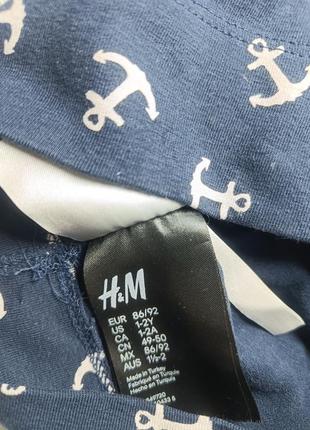 H&M
EUR 86/92
US 1-2Y
CA 1-2A
CN 49-50
MX 86/92
AUS 1½-2
Made in Turkey
Fabriqué en Turquie
Hecho en Turquía